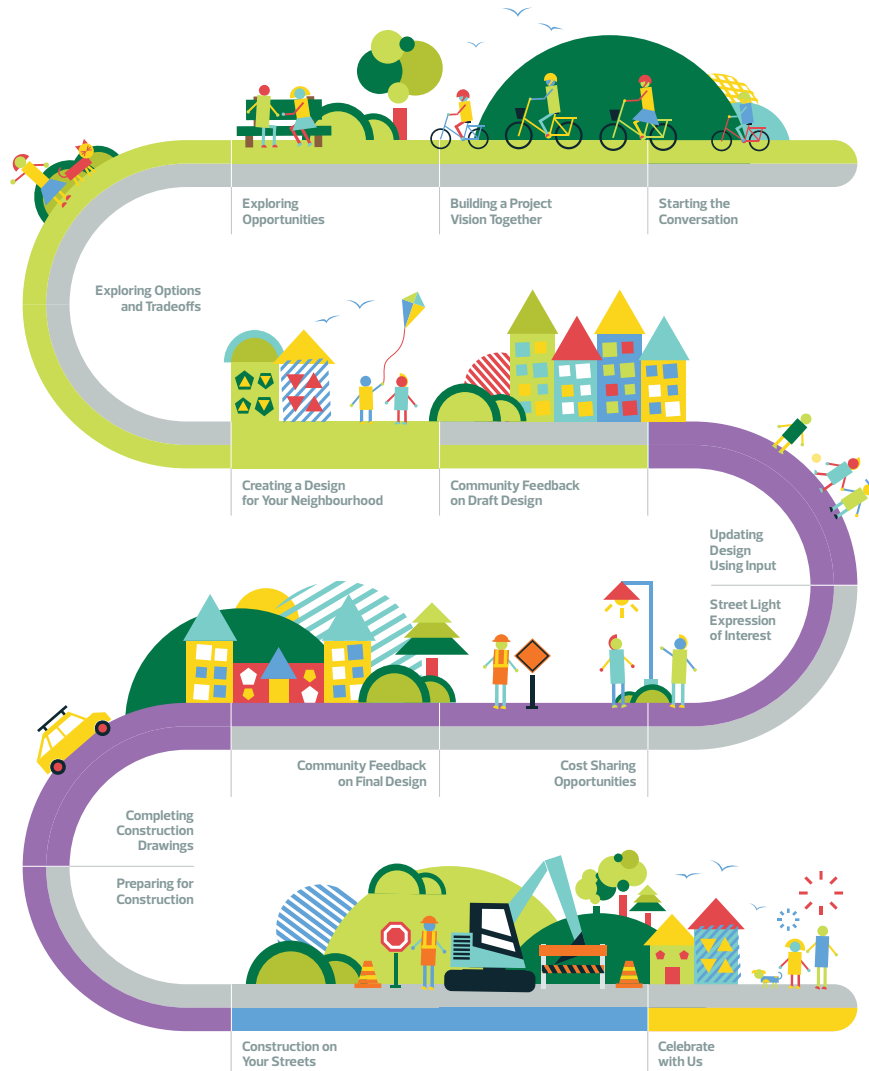 Exploring
Opportunities
Building a Project
Vision Together
Starting the
Conversation
Exploring Options
and Tradeoffs
Creating a Design
for Your Neighbourhood
Community Feedback
on Draft Design
Updating
Design
Using Input
Street Light
Expression
of Interest
Community Feedback
on Final Design
Cost Sharing
Opportunities
Completing
Construction
Drawings
Preparing for
Construction
Construction on
Your Streets
Celebrate
with Us